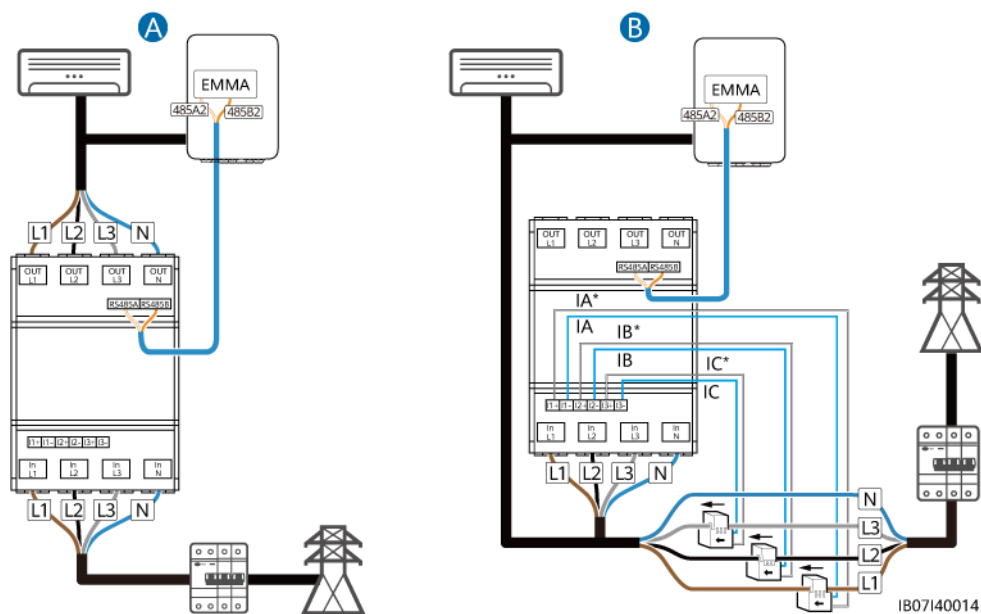 A
EMMA
485A2 485B2
L1 L2 L3 N
OUT L1 OUT L2 OUT L3 OUT N
RS485A RS485B
I1+ I1- I2+ I2- I3+ I3-
In L1 In L2 In L3 In N
L1 L2 L3 N
B
EMMA
485A2 485B2
OUT L1 OUT L2 OUT L3 OUT N
RS485A RS485B
IA*
IA
IB*
IB
IC*
IC
I1+ I1- I2+ I2- I3+ I3-
In L1 In L2 In L3 In N
L1 L2 L3 N
N
L3
L2
L1
IB07I40014